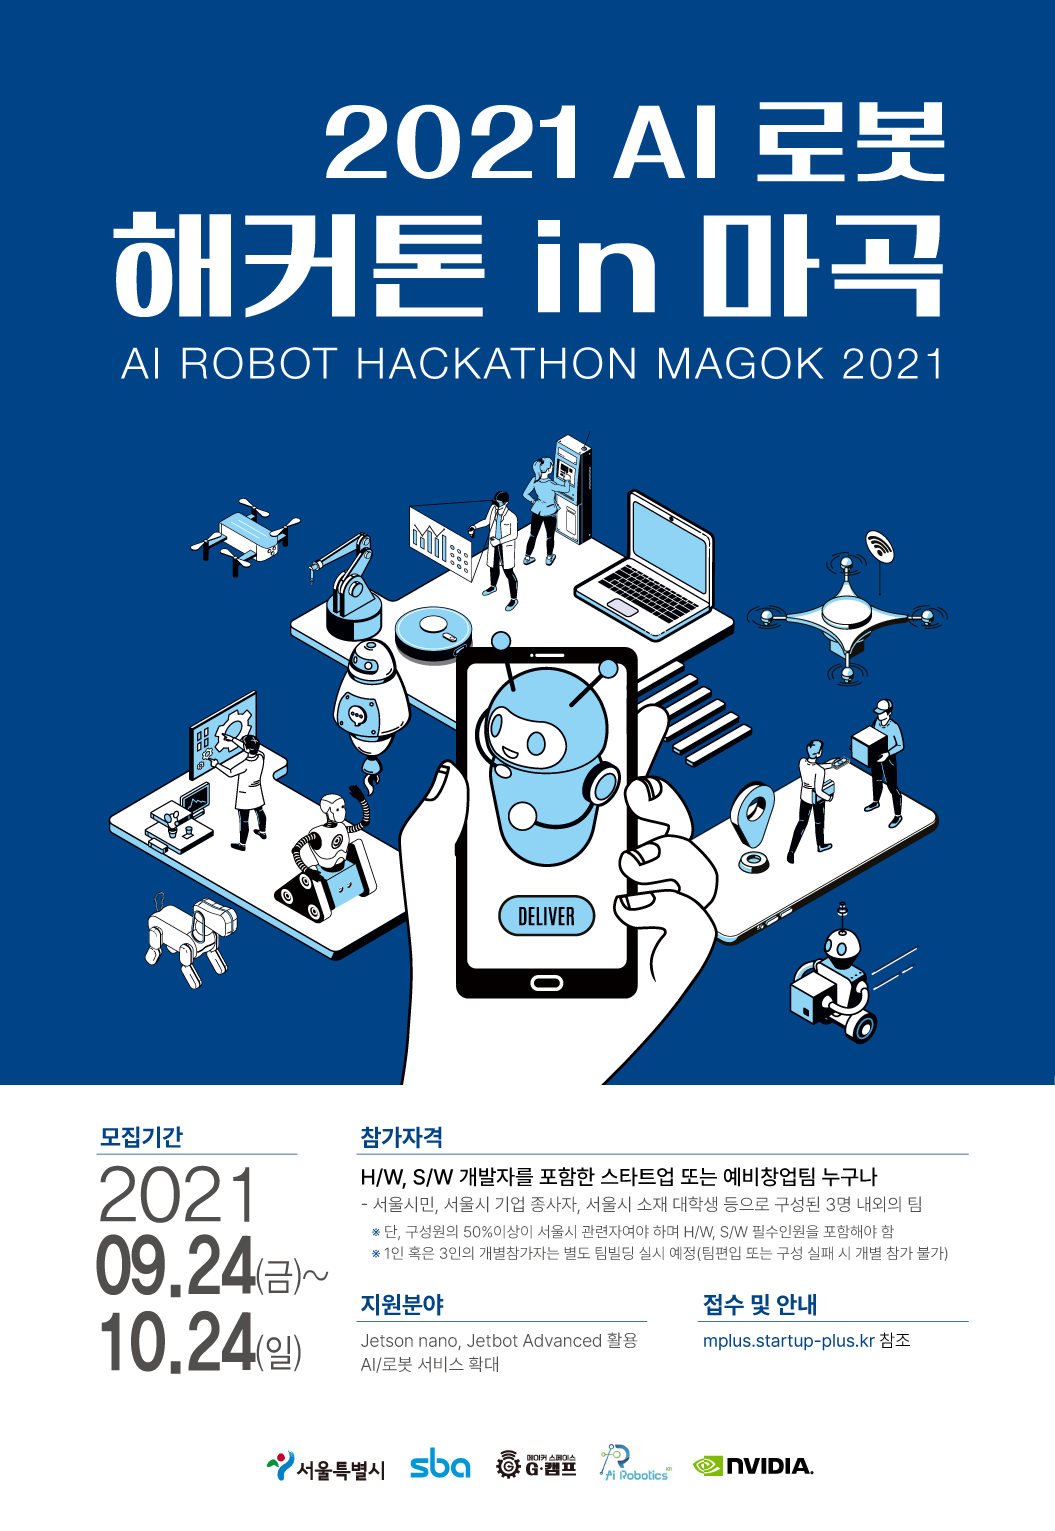 2021 AI 로봇
해커톤 in 마곡
AI ROBOT HACKATHON MAGOK 2021
DELIVER
모집기간
2021
09.24(금)~
10.24(일)
참가자격
H/W, S/W 개발자를 포함한 스타트업 또는 예비창업팀 누구나
- 서울시민, 서울시 기업 종사자, 서울시 소재 대학생 등으로 구성된 3명 내외의 팀
※ 단, 구성원의 50%이상이 서울시 관련자여야 하며 H/W, S/W 필수인원을 포함해야 함
※ 1인 혹은 3인의 개별참가자는 별도 팀빌딩 실시 예정(팀편입 또는 구성 실패 시 개별 참가 불가)
지원분야
Jetson nano, Jetbot Advanced 활용
AI/로봇 서비스 확대
접수 및 안내
mplus.startup-plus.kr 참조
서울특별시
sba
메이커 스페이스
G·캠프
Ai Robotics
NVIDIA.